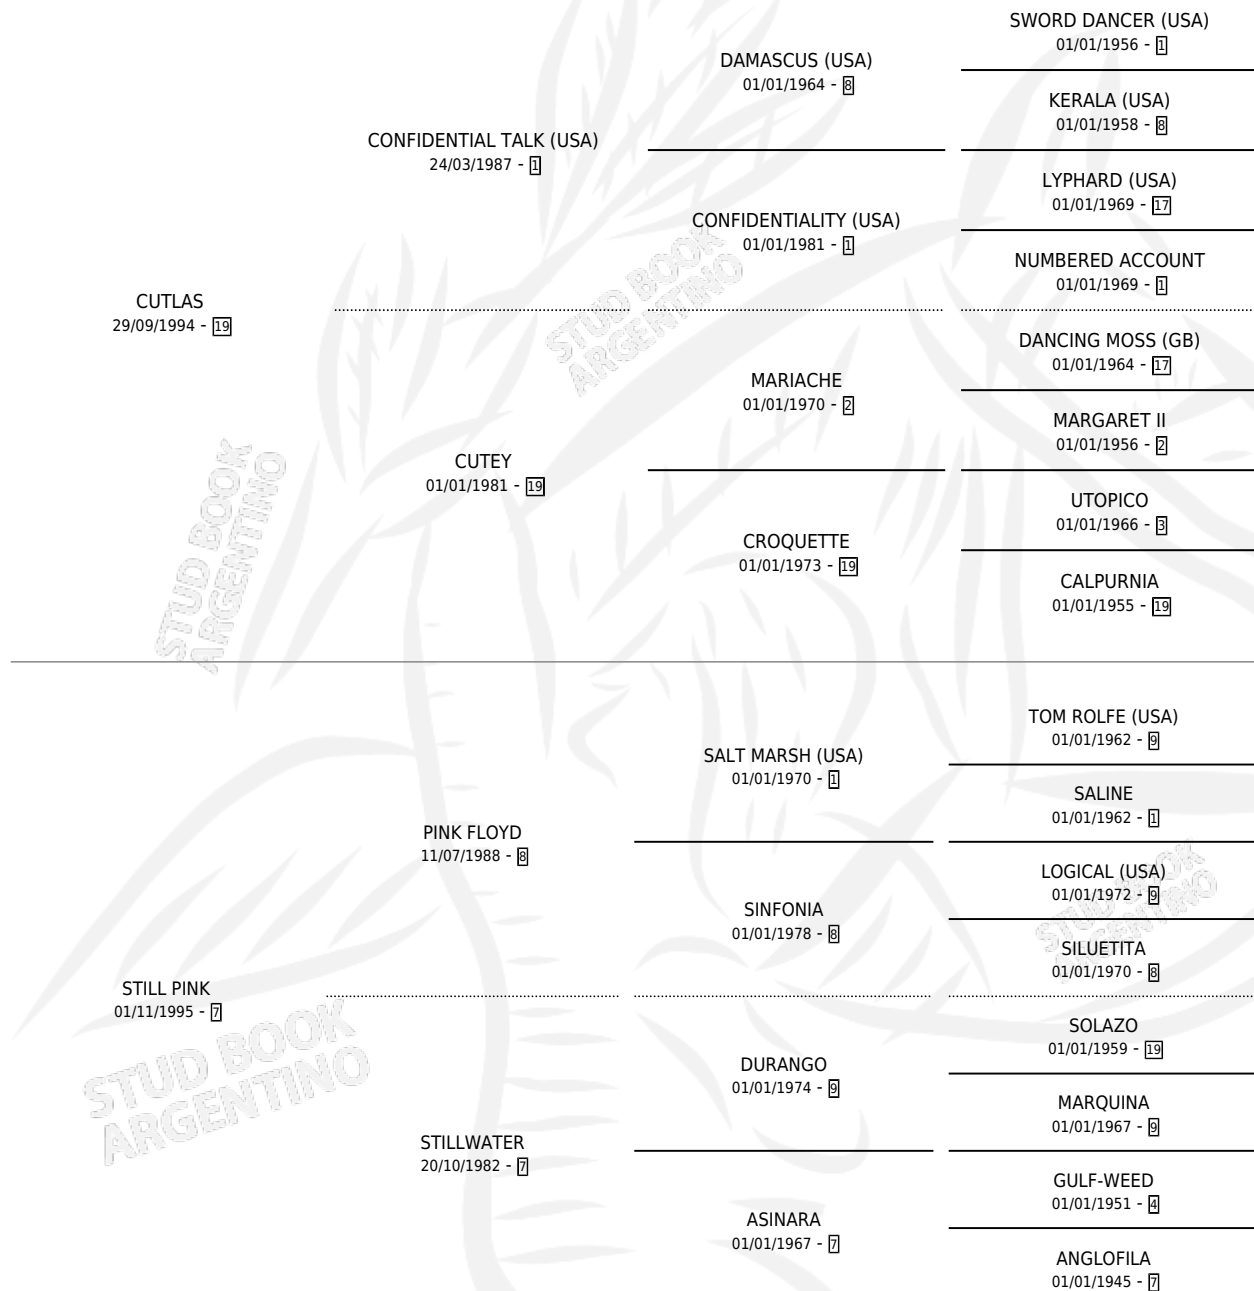 SWORD DANCER (USA)
01/01/1956 - 1
DAMASCUS (USA)
01/01/1964 - 8
KERALA (USA)
01/01/1958 - 8
CONFIDENTIAL TALK (USA)
24/03/1987 - 1
LYPHARD (USA)
01/01/1969 - 17
CONFIDENTIALITY (USA)
01/01/1981 - 1
NUMBERED ACCOUNT
01/01/1969 - 1
CUTLAS
29/09/1994 - 19
DANCING MOSS (GB)
01/01/1964 - 17
MARIACHE
01/01/1970 - 2
MARGARET II
01/01/1956 - 2
CUTEY
01/01/1981 - 19
UTOPICO
01/01/1966 - 3
CROQUETTE
01/01/1973 - 19
CALPURNIA
01/01/1955 - 19
TOM ROLFE (USA)
01/01/1962 - 9
SALT MARSH (USA)
01/01/1970 - 1
SALINE
01/01/1962 - 1
PINK FLOYD
11/07/1988 - 8
LOGICAL (USA)
01/01/1972 - 9
SINFONIA
01/01/1978 - 8
SILUETITA
01/01/1970 - 8
STILL PINK
01/11/1995 - 7
SOLAZO
01/01/1959 - 19
DURANGO
01/01/1974 - 9
MARQUINA
01/01/1967 - 9
STILLWATER
20/10/1982 - 7
GULF-WEED
01/01/1951 - 4
ASINARA
01/01/1967 - 7
ANGLOFILA
01/01/1945 - 7
STUD BOOK
ARGENTINO
STUD BOOK
ARGENTINO
STUD BOOK
ARGENTINO
STUD BOOK
ARGENTINO